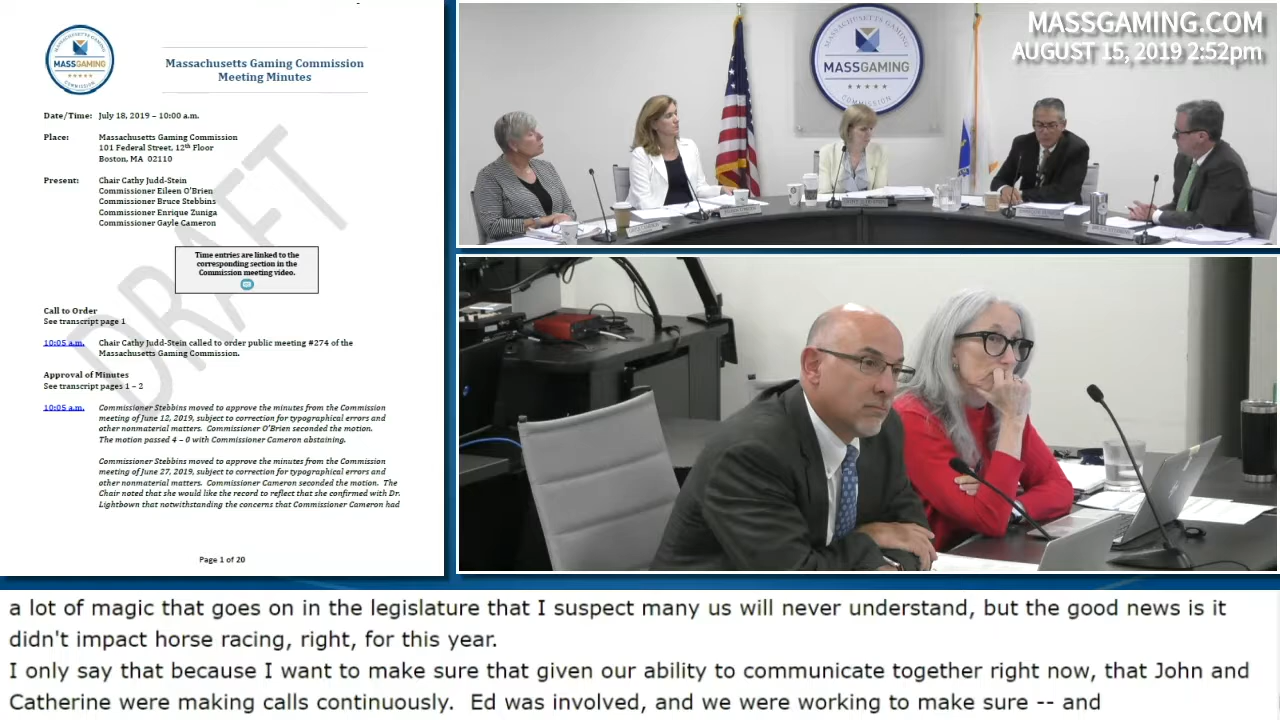 MASSACHUSETTS GAMING
MASSGAMING
COMMISSION
Massachusetts Gaming Commission
Meeting Minutes
Date/Time: July 18, 2019 – 10:00 a.m.
Place: Massachusetts Gaming Commission
101 Federal Street, 12th Floor
Boston, MA 02110
Present: Chair Cathy Judd-Stein
Commissioner Eileen O'Brien
Commissioner Bruce Stebbins
Commissioner Enrique Zuniga
Commissioner Gayle Cameron
Time entries are linked to the
corresponding section in the
Commission meeting video.
DRAFT
Call to Order
See transcript page 1
10:05 a.m. Chair Cathy Judd-Stein called to order public meeting #274 of the
Massachusetts Gaming Commission.
Approval of Minutes
See transcript pages 1 – 2
10:05 a.m. Commissioner Stebbins moved to approve the minutes from the Commission
meeting of June 12, 2019, subject to correction for typographical errors and
other nonmaterial matters. Commissioner O'Brien seconded the motion.
The motion passed 4 – 0 with Commissioner Cameron abstaining.
Commissioner Stebbins moved to approve the minutes from the Commission
meeting of June 27, 2019, subject to correction for typographical errors and
other nonmaterial matters. Commissioner Cameron seconded the motion. The
Chair noted that she would like the record to reflect that she confirmed with Dr.
Lightbown that notwithstanding the concerns that Commissioner Cameron had
Page 1 of 20
MASSACHUSETTS GAMING
MASSGAMING
COMMISSION
MASSGAMING.COM
AUGUST 15, 2019 2:52pm
a lot of magic that goes on in the legislature that I suspect many us will never understand, but the good news is it
didn't impact horse racing, right, for this year.
I only say that because I want to make sure that given our ability to communicate together right now, that John and
Catherine were making calls continuously. Ed was involved, and we were working to make sure -- and